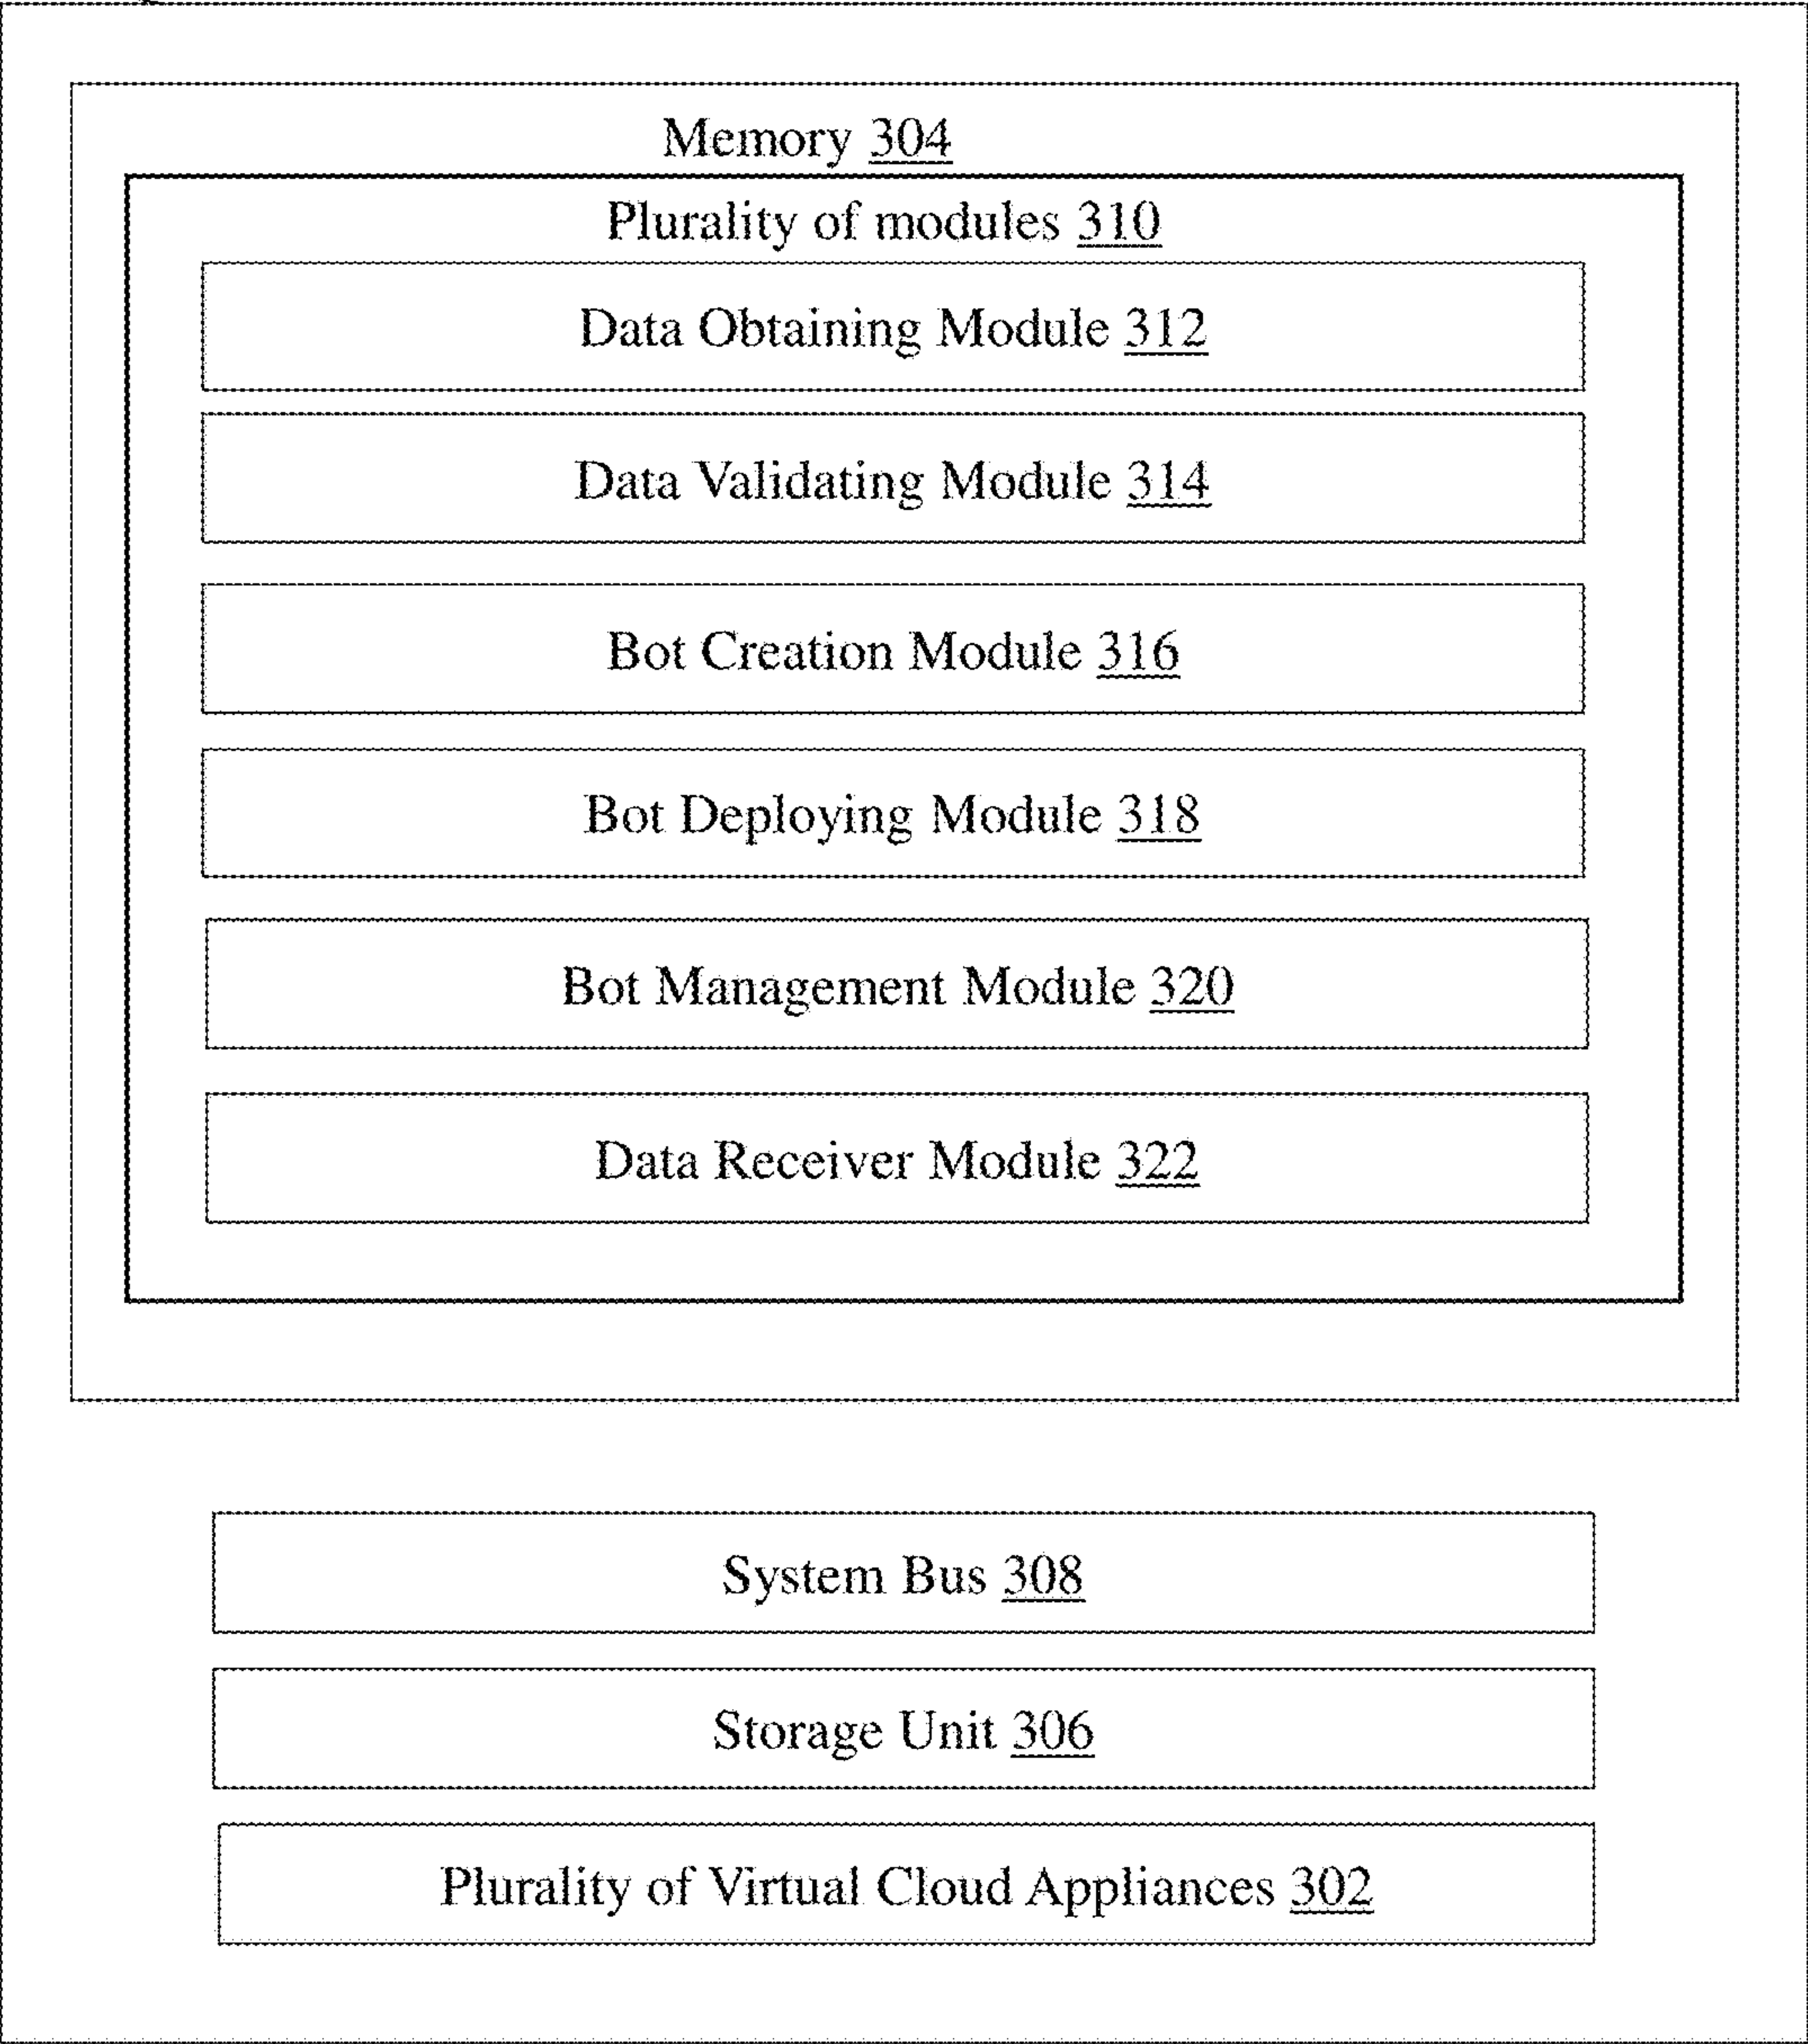 Memory 304
Plurality of modules 310
Data Obtaining Module 312
Data Validating Module 314
Bot Creation Module 316
Bot Deploying Module 318
Bot Management Module 320
Data Receiver Module 322
System Bus 308
Storage Unit 306
Plurality of Virtual Cloud Appliances 302